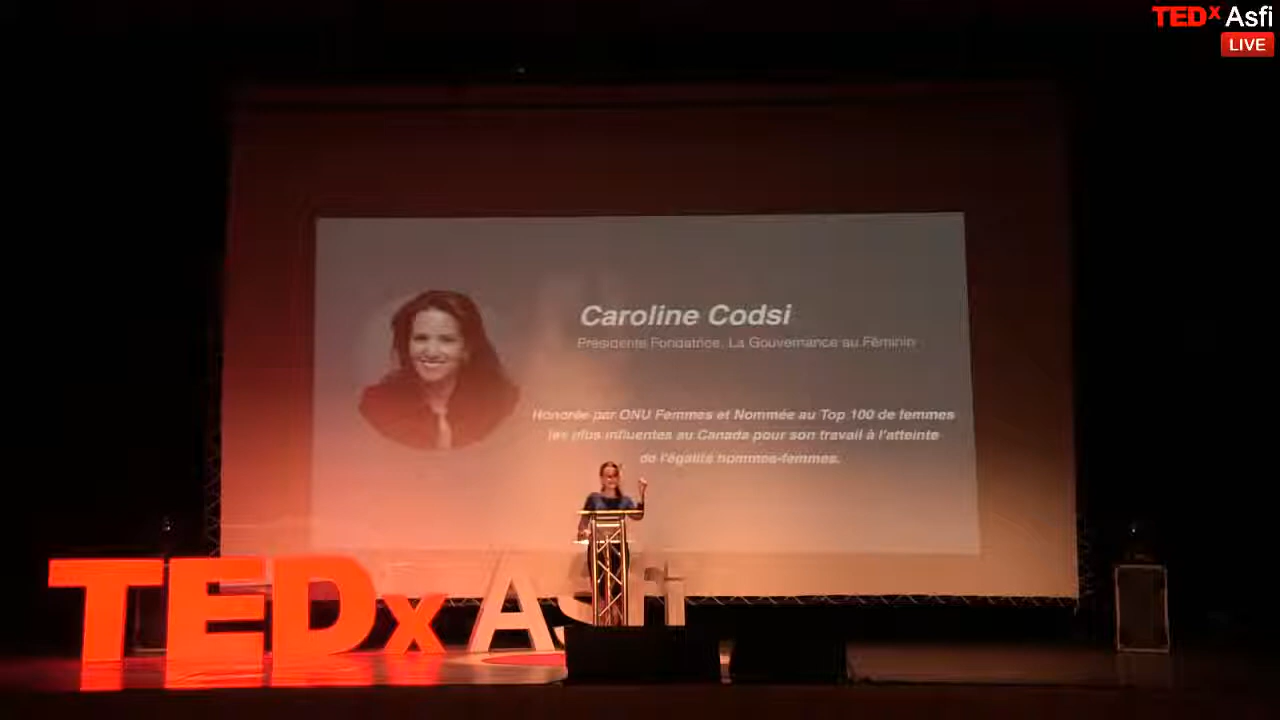 TEDx Asfi
LIVE
Caroline Codsi
Présidente Fondatrice, La Gouvernance au Féminin
Honorée par ONU Femmes et Nommée au Top 100 de femmes
les plus influentes au Canada pour son travail à l'atteinte
de l'égalité hommes-femmes.
TEDx Asfi